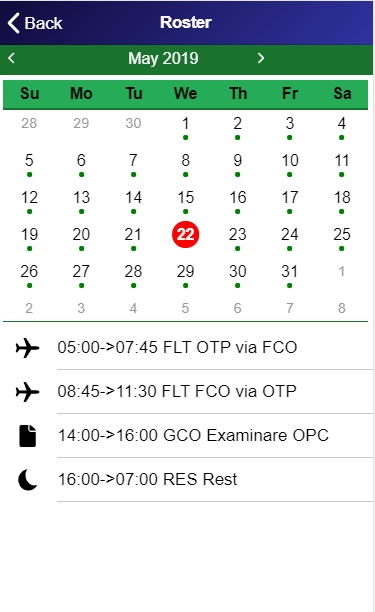 Back Roster
May 2019
Su Mo Tu We Th Fr Sa
28 29 30 1 2 3 4
5 6 7 8 9 10 11
12 13 14 15 16 17 18
19 20 21 22 23 24 25
26 27 28 29 30 31 1
2 3 4 5 6 7 8
05:00->07:45 FLT OTP via FCO
08:45->11:30 FLT FCO via OTP
14:00->16:00 GCO Examinare OPC
16:00->07:00 RES Rest